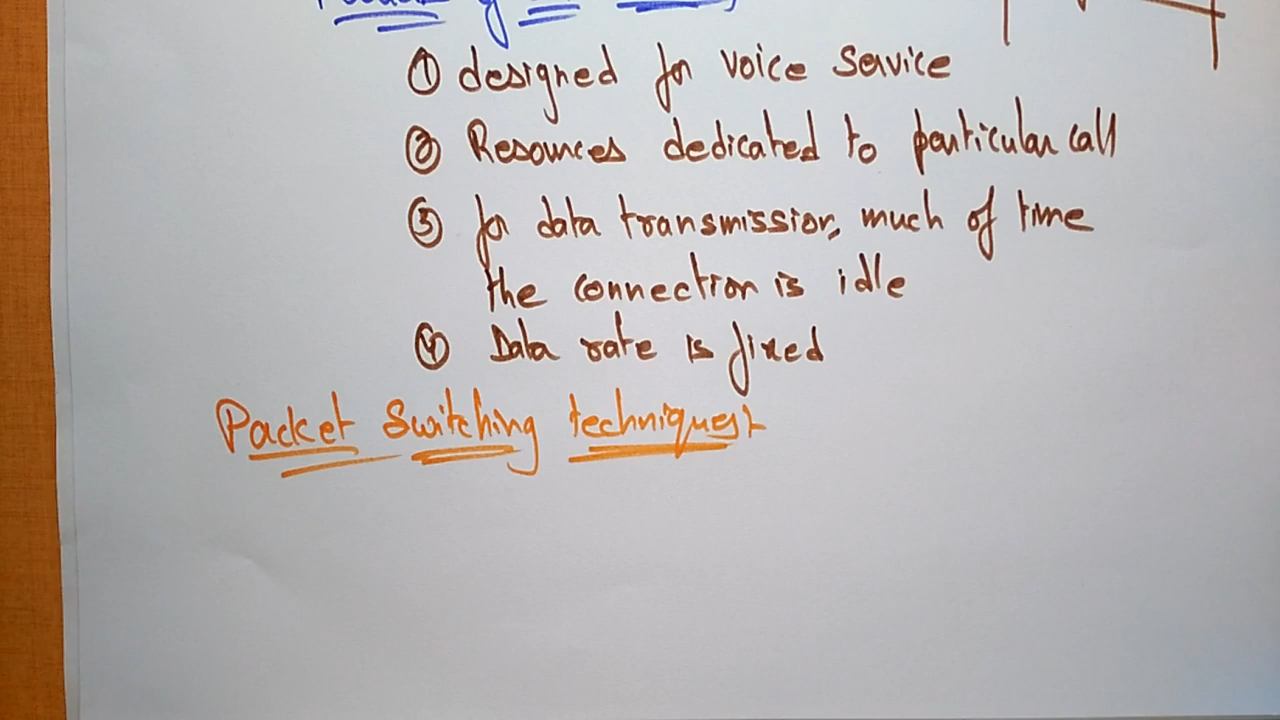 ① designed for voice service
② Resources dedicated to particular call
③ for data transmission, much of time
the connection is idle
④ Data rate is fixed
Packet Switching techniques:-